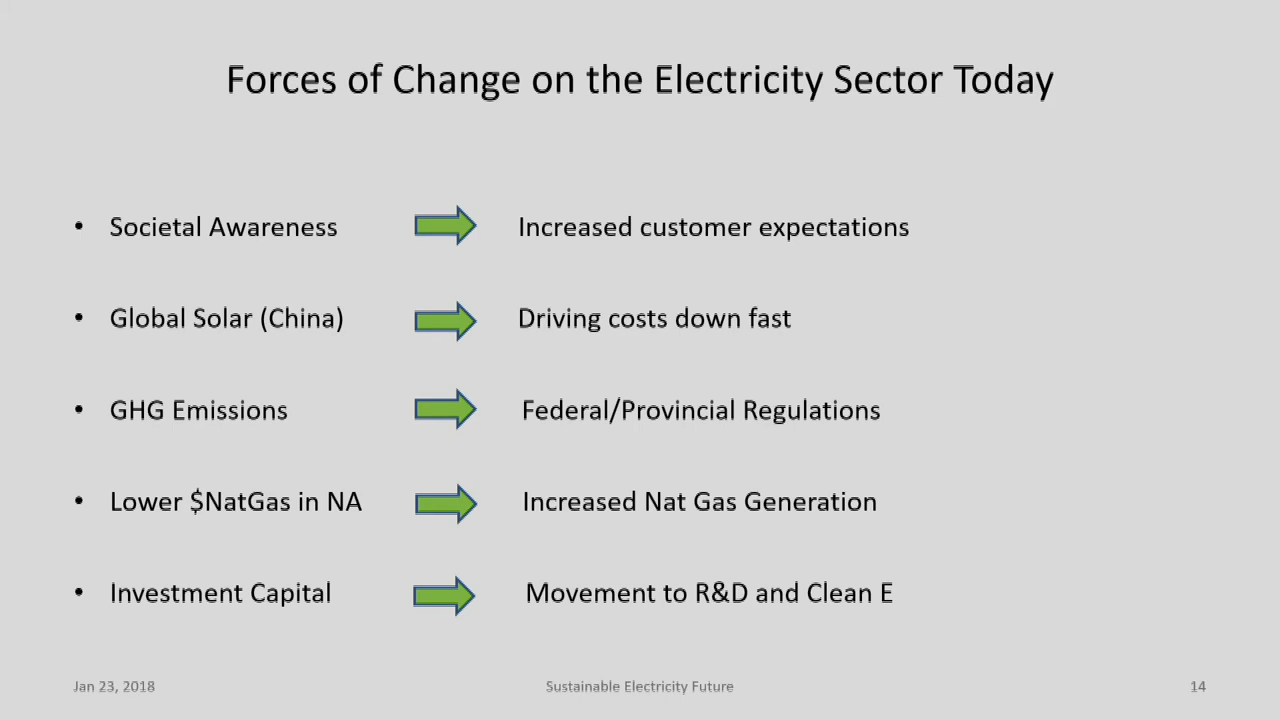 Forces of Change on the Electricity Sector Today
• Societal Awareness Increased customer expectations
• Global Solar (China) Driving costs down fast
• GHG Emissions Federal/Provincial Regulations
• Lower $NatGas in NA Increased Nat Gas Generation
• Investment Capital Movement to R&D and Clean E
Jan 23, 2018 Sustainable Electricity Future 14